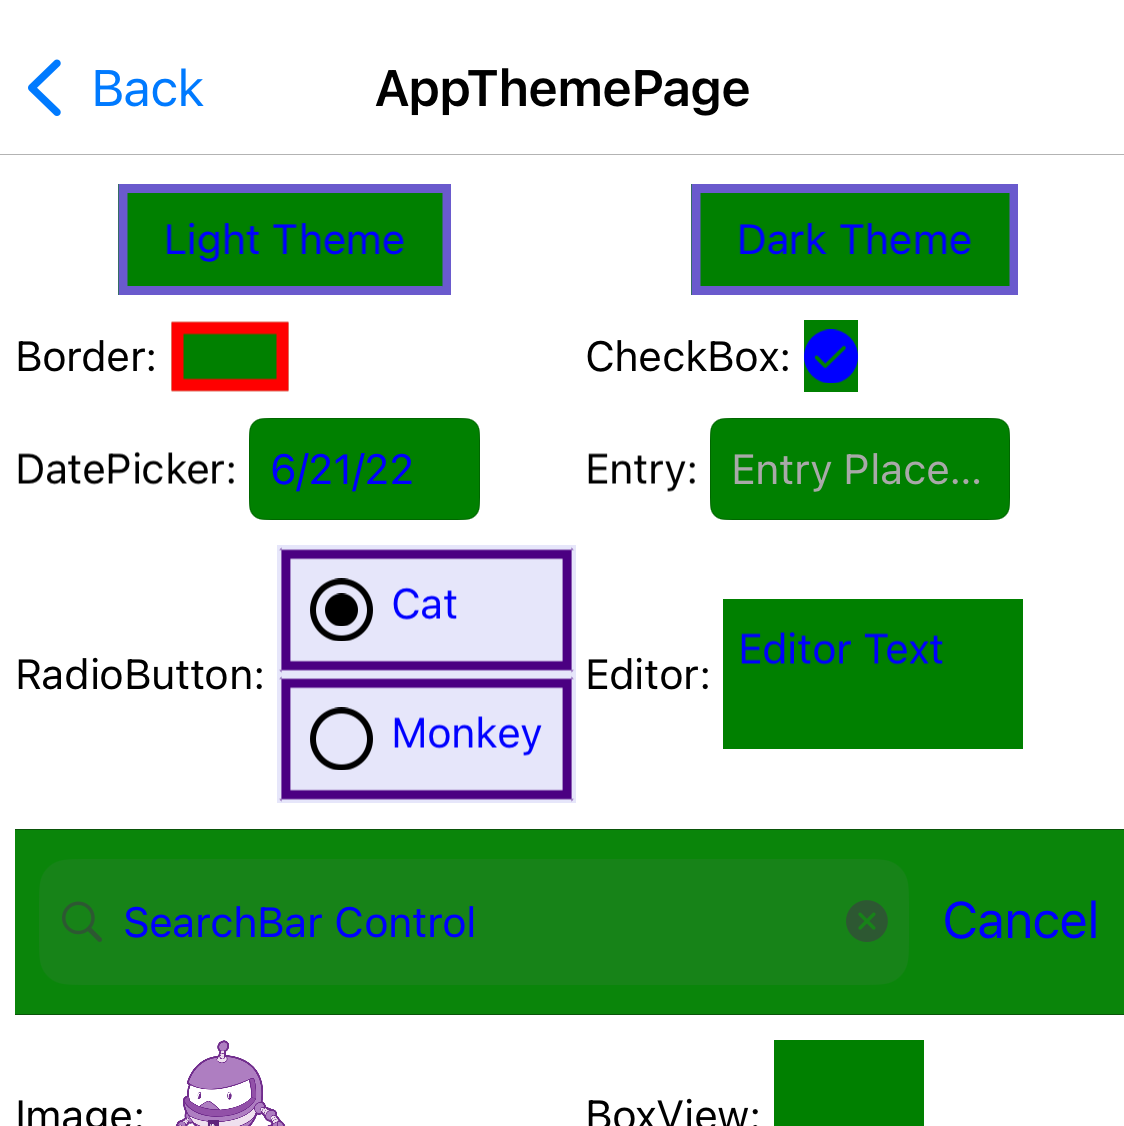 Back
AppThemePage
Light Theme
Dark Theme
Border:
CheckBox:
DatePicker: 6/21/22
Entry: Entry Place...
RadioButton:
Cat
Monkey
Editor:
Editor Text
SearchBar Control
Cancel
Image:
BoxView: